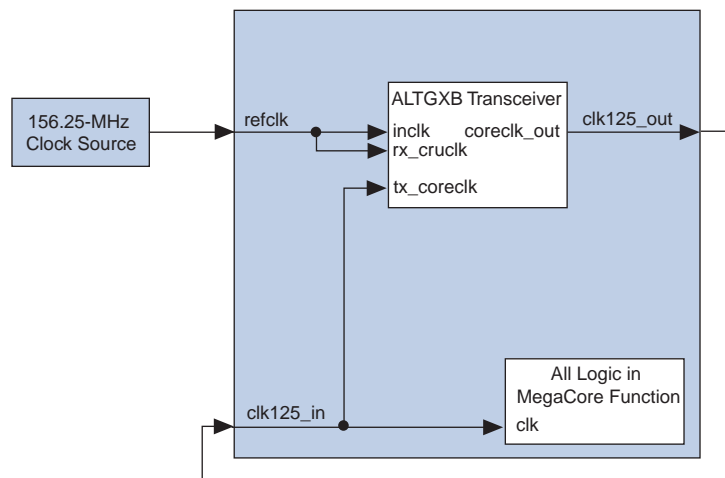 156.25-MHz
Clock Source
refclk
ALTGXB Transceiver
inclk coreclk_out
rx_cruclk
tx_coreclk
clk125_out
clk125_in
All Logic in
MegaCore Function
clk